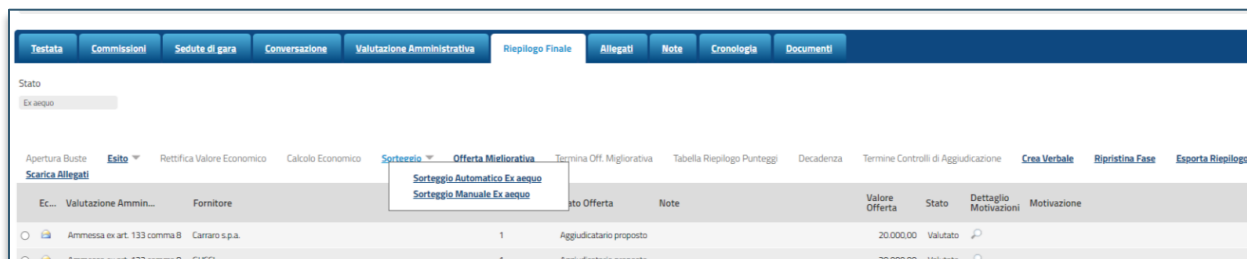 Testata Commissioni Sedute di gara Conversazione Valutazione Amministrativa Riepilogo Finale Allegati Note Cronologia Documenti
Stato
Ex aequo
Apertura Buste Esito Rettifica Valore Economico Calcolo Economico Sorteggio Offerta Migliorativa Termina Off. Migliorativa Tabella Riepilogo Punteggi Decadenza Termine Controlli di Aggiudicazione Crea Verbale Ripristina Fase Esporta Riepilogo
Scarica Allegati
Sorteggio Automatico Ex aequo
Sorteggio Manuale Ex aequo
Ec... Valutazione Ammin... Fornitore ato Offerta Note Valore Offerta Stato Dettaglio Motivazioni Motivazione
Ammessa ex art. 133 comma 8 Carraro s.p.a. 1 Aggiudicatario proposto 20.000,00 Valutato